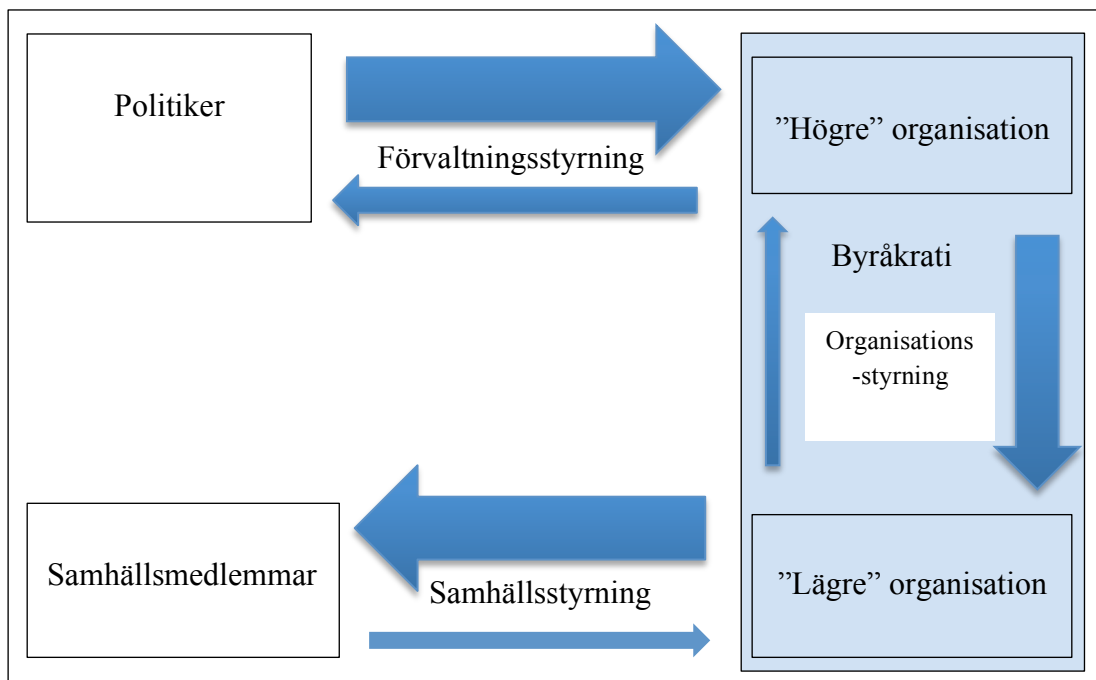 Politiker
”Högre” organisation
Förvaltningsstyrning
Byråkrati
Organisations
-styrning
Samhällsmedlemmar
”Lägre” organisation
Samhällsstyrning